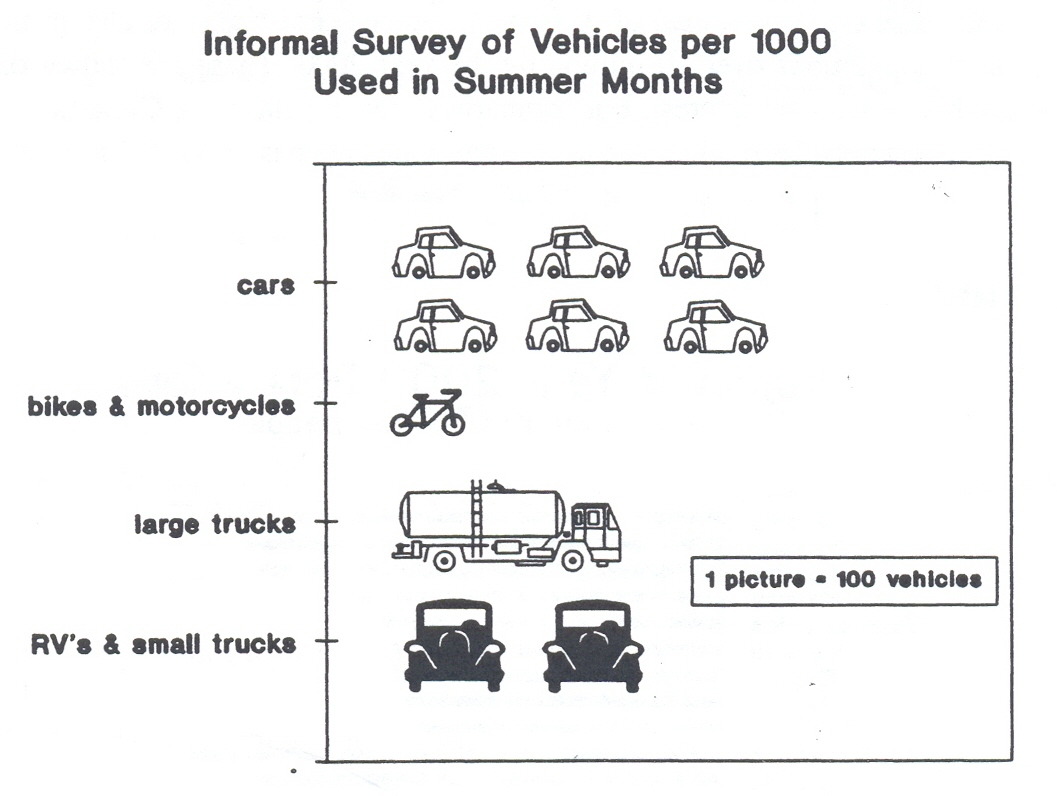 Informal Survey of Vehicles per 1000
Used in Summer Months
cars
bikes & motorcycles
large trucks
1 picture = 100 vehicles
RV's & small trucks